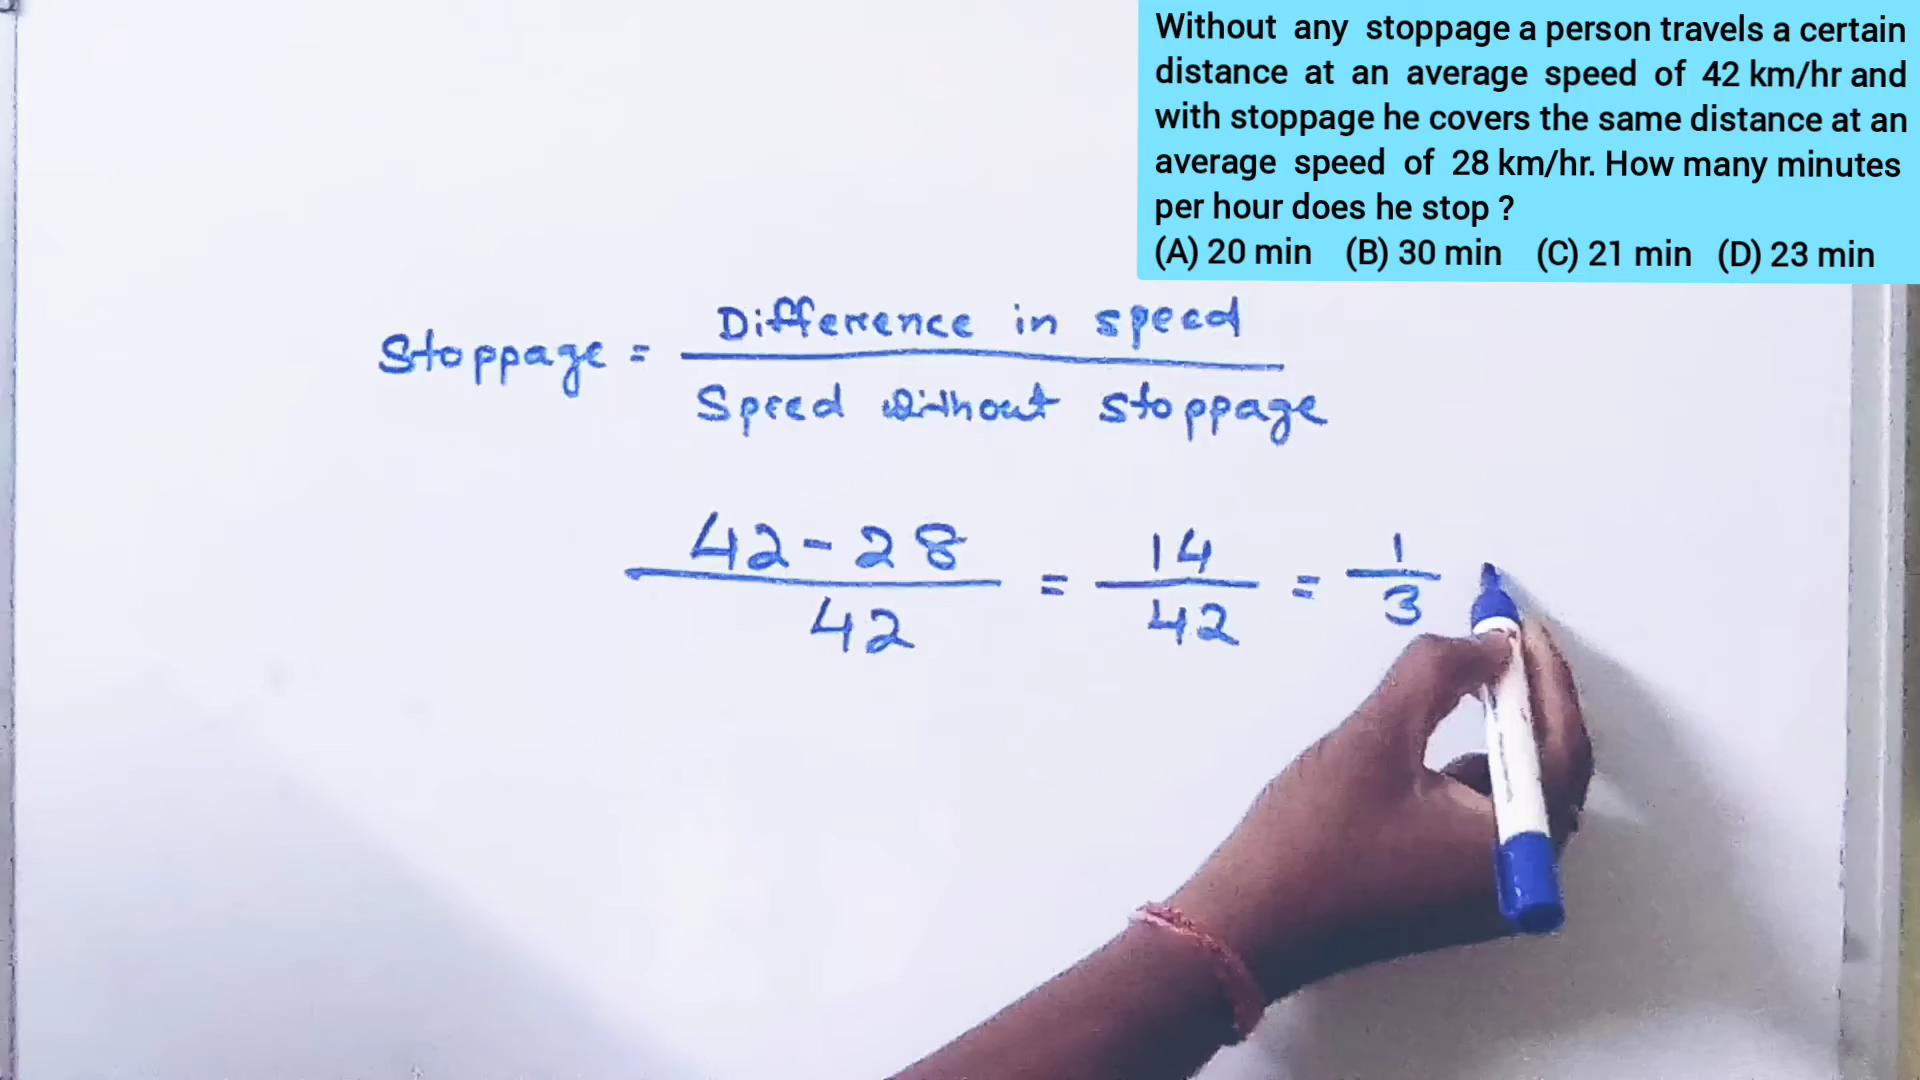 Without any stoppage a person travels a certain
distance at an average speed of 42 km/hr and
with stoppage he covers the same distance at an
average speed of 28 km/hr. How many minutes
per hour does he stop ?
(A) 20 min (B) 30 min (C) 21 min (D) 23 min
Stoppage = Difference in speed
Speed without stoppage
42 - 28 / 42 = 14 / 42 = 1 / 3